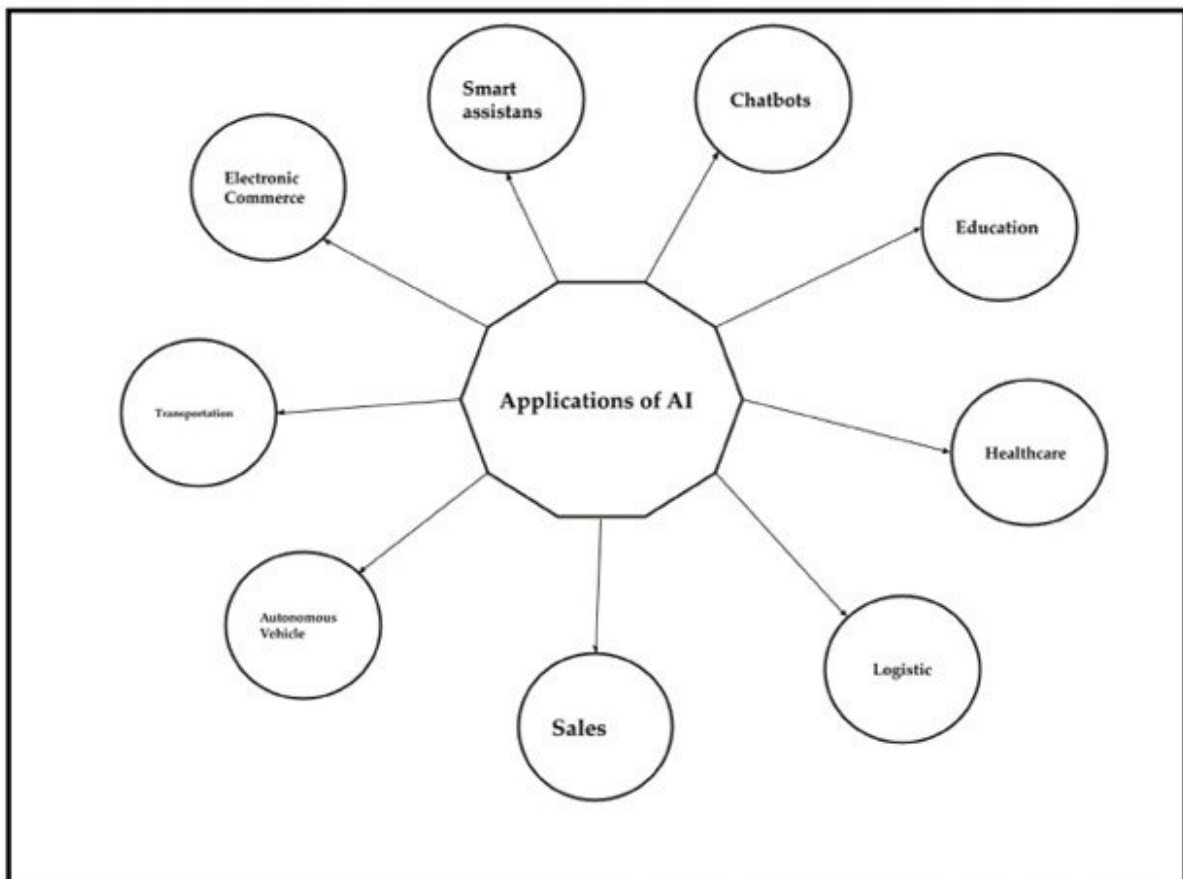 Smart
assistans
Chatbots
Electronic
Commerce
Education
Applications of AI
Transportation
Healthcare
Autonomous
Vehicle
Logistic
Sales